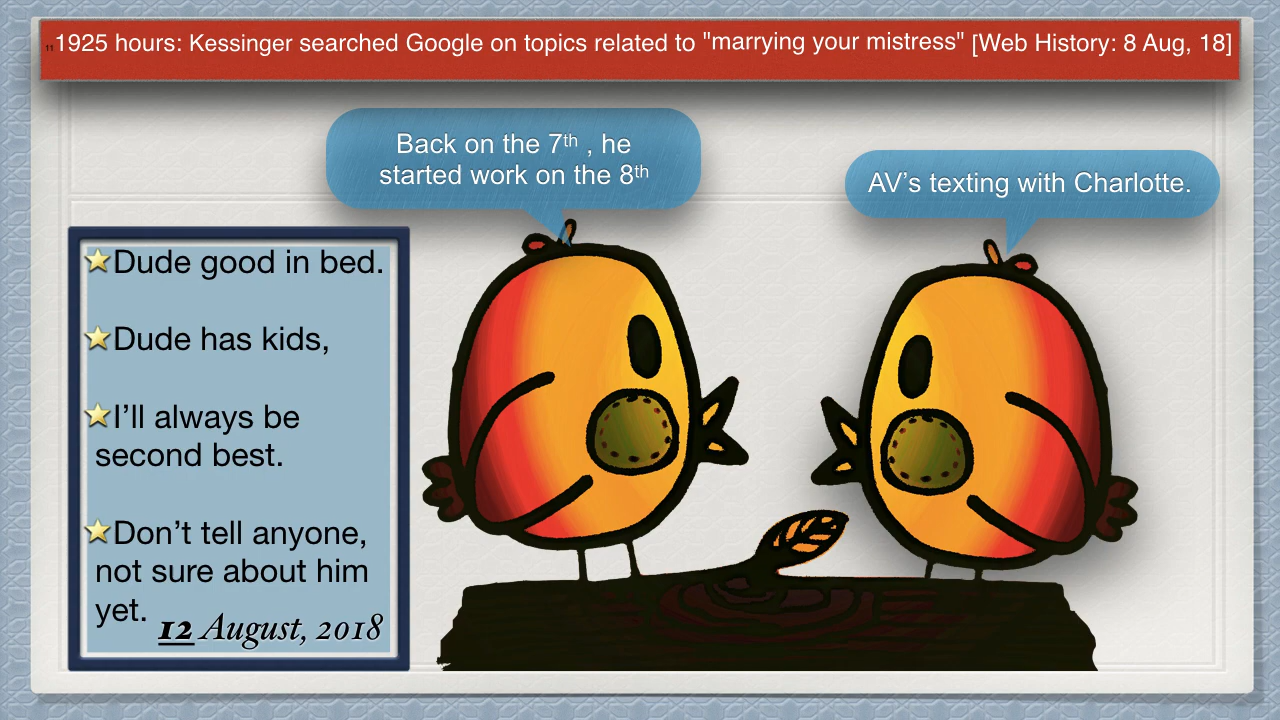 11 1925 hours: Kessinger searched Google on topics related to "marrying your mistress" [Web History: 8 Aug, 18]
Back on the 7th , he
started work on the 8th
AV’s texting with Charlotte.
Dude good in bed.
Dude has kids,
I’ll always be
second best.
Don’t tell anyone,
not sure about him
yet.
12 August, 2018